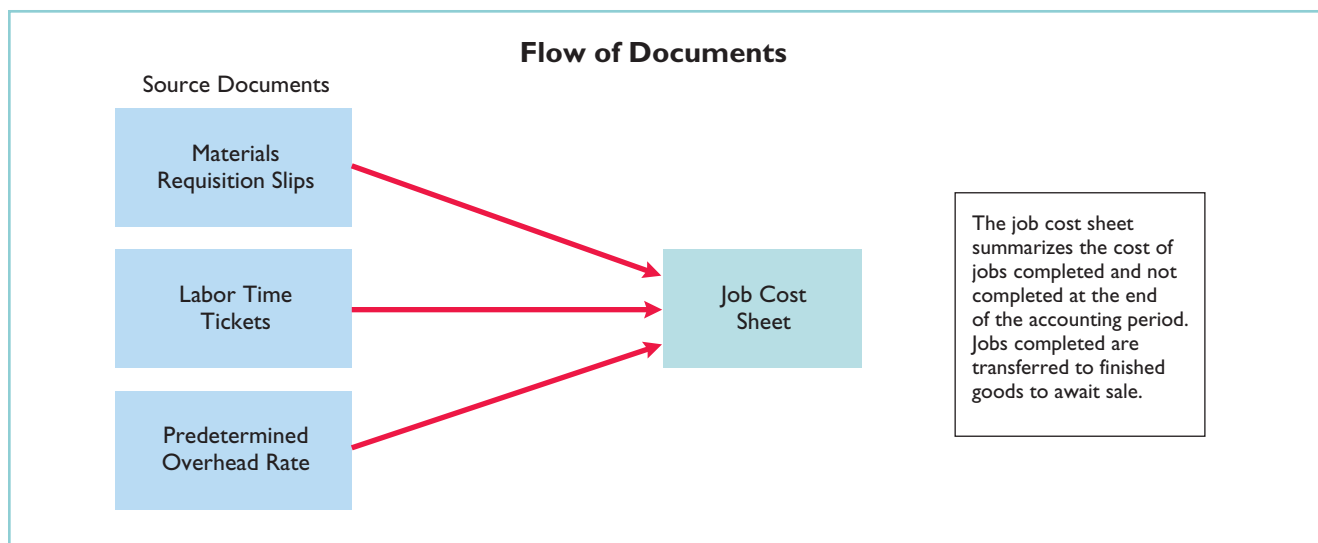 Flow of Documents
Source Documents
Materials
Requisition Slips
Labor Time
Tickets
Predetermined
Overhead Rate
Job Cost
Sheet
The job cost sheet
summarizes the cost of
jobs completed and not
completed at the end
of the accounting period.
Jobs completed are
transferred to finished
goods to await sale.